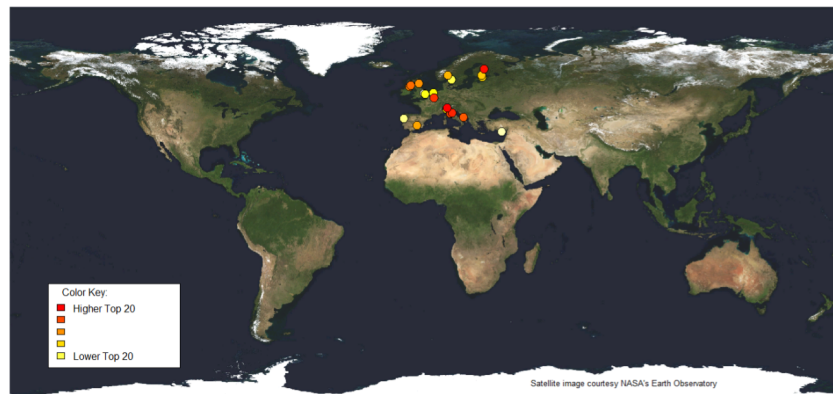 Color Key:
Higher Top 20
Lower Top 20
Satellite image courtesy NASA's Earth Observatory